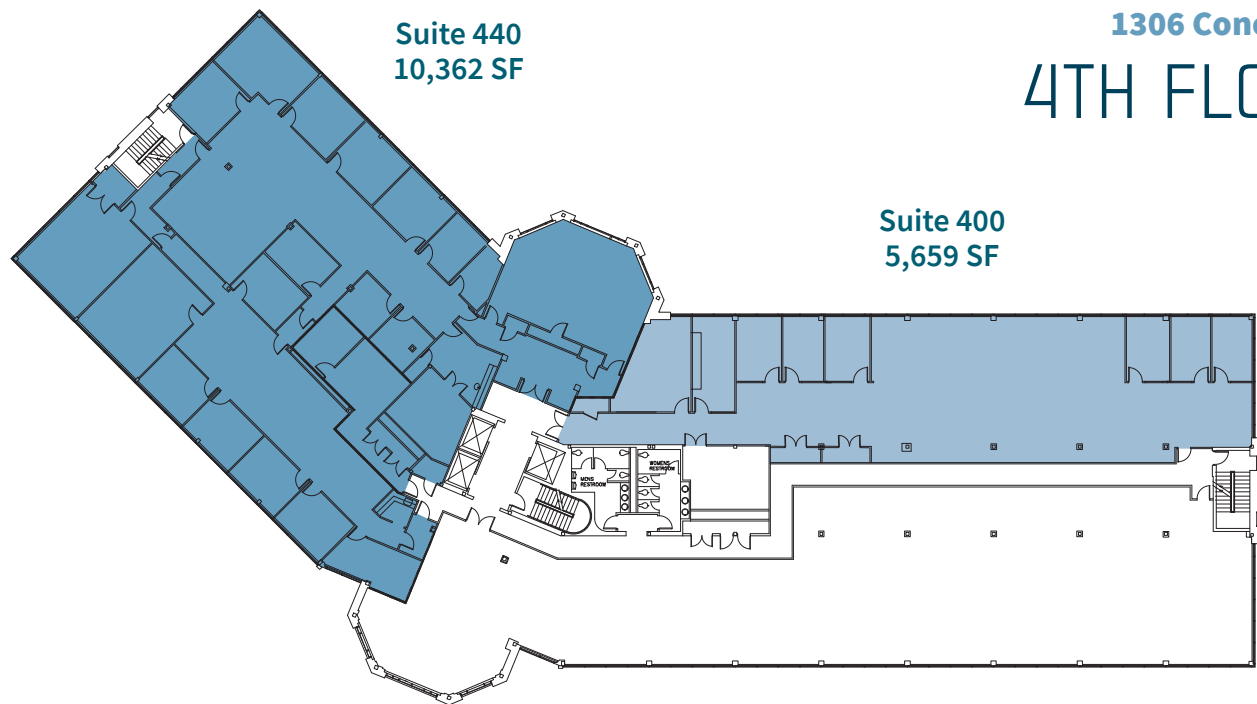 Suite 440
10,362 SF
1306 Conc
4TH FLO
Suite 400
5,659 SF
WOMENS
RESTROOM
MENS
RESTROOM